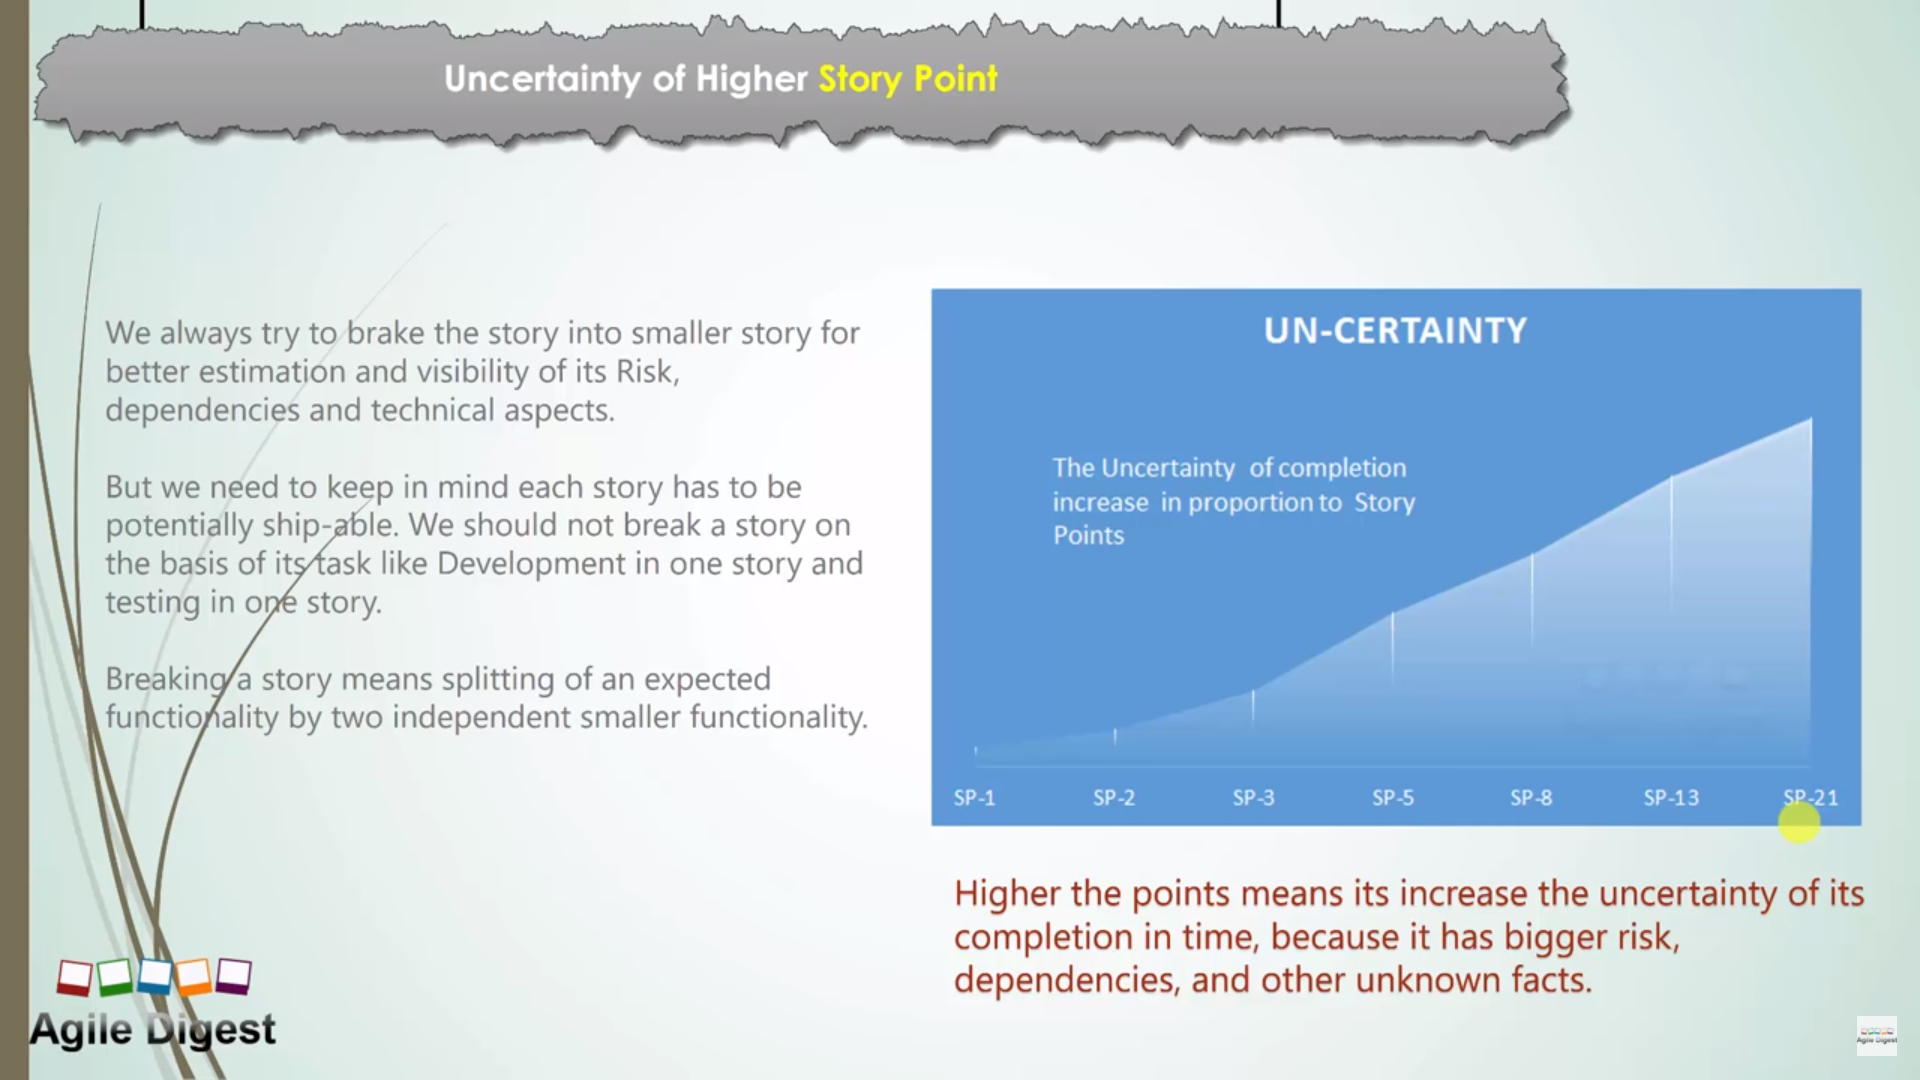 Uncertainty of Higher Story Point
We always try to brake the story into smaller story for
better estimation and visibility of its Risk,
dependencies and technical aspects.
But we need to keep in mind each story has to be
potentially ship-able. We should not break a story on
the basis of its task like Development in one story and
testing in one story.
Breaking a story means splitting of an expected
functionality by two independent smaller functionality.
UN-CERTAINTY
The Uncertainty of completion
increase in proportion to Story
Points
SP-1 SP-2 SP-3 SP-5 SP-8 SP-13 SP-21
Higher the points means its increase the uncertainty of its
completion in time, because it has bigger risk,
dependencies, and other unknown facts.
Agile Digest
Agile Digest